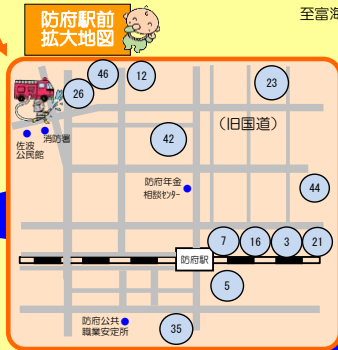 防府駅前
拡大地図
至富海
46
12
26
23
佐波
公民館
消防署
42
（旧国道）
防府年金
相談ｾﾝﾀｰ
44
7
16
3
21
防府駅
5
防府公共
職業安定所
35